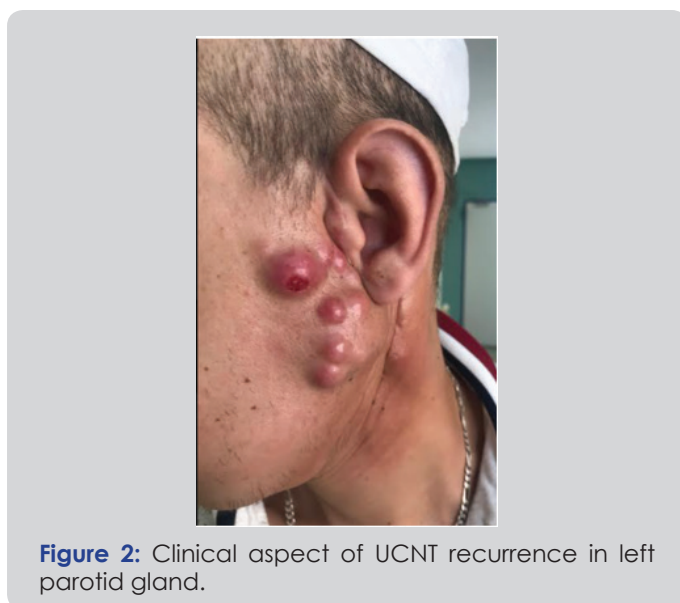 Figure 2: Clinical aspect of UCNT recurrence in left
parotid gland.